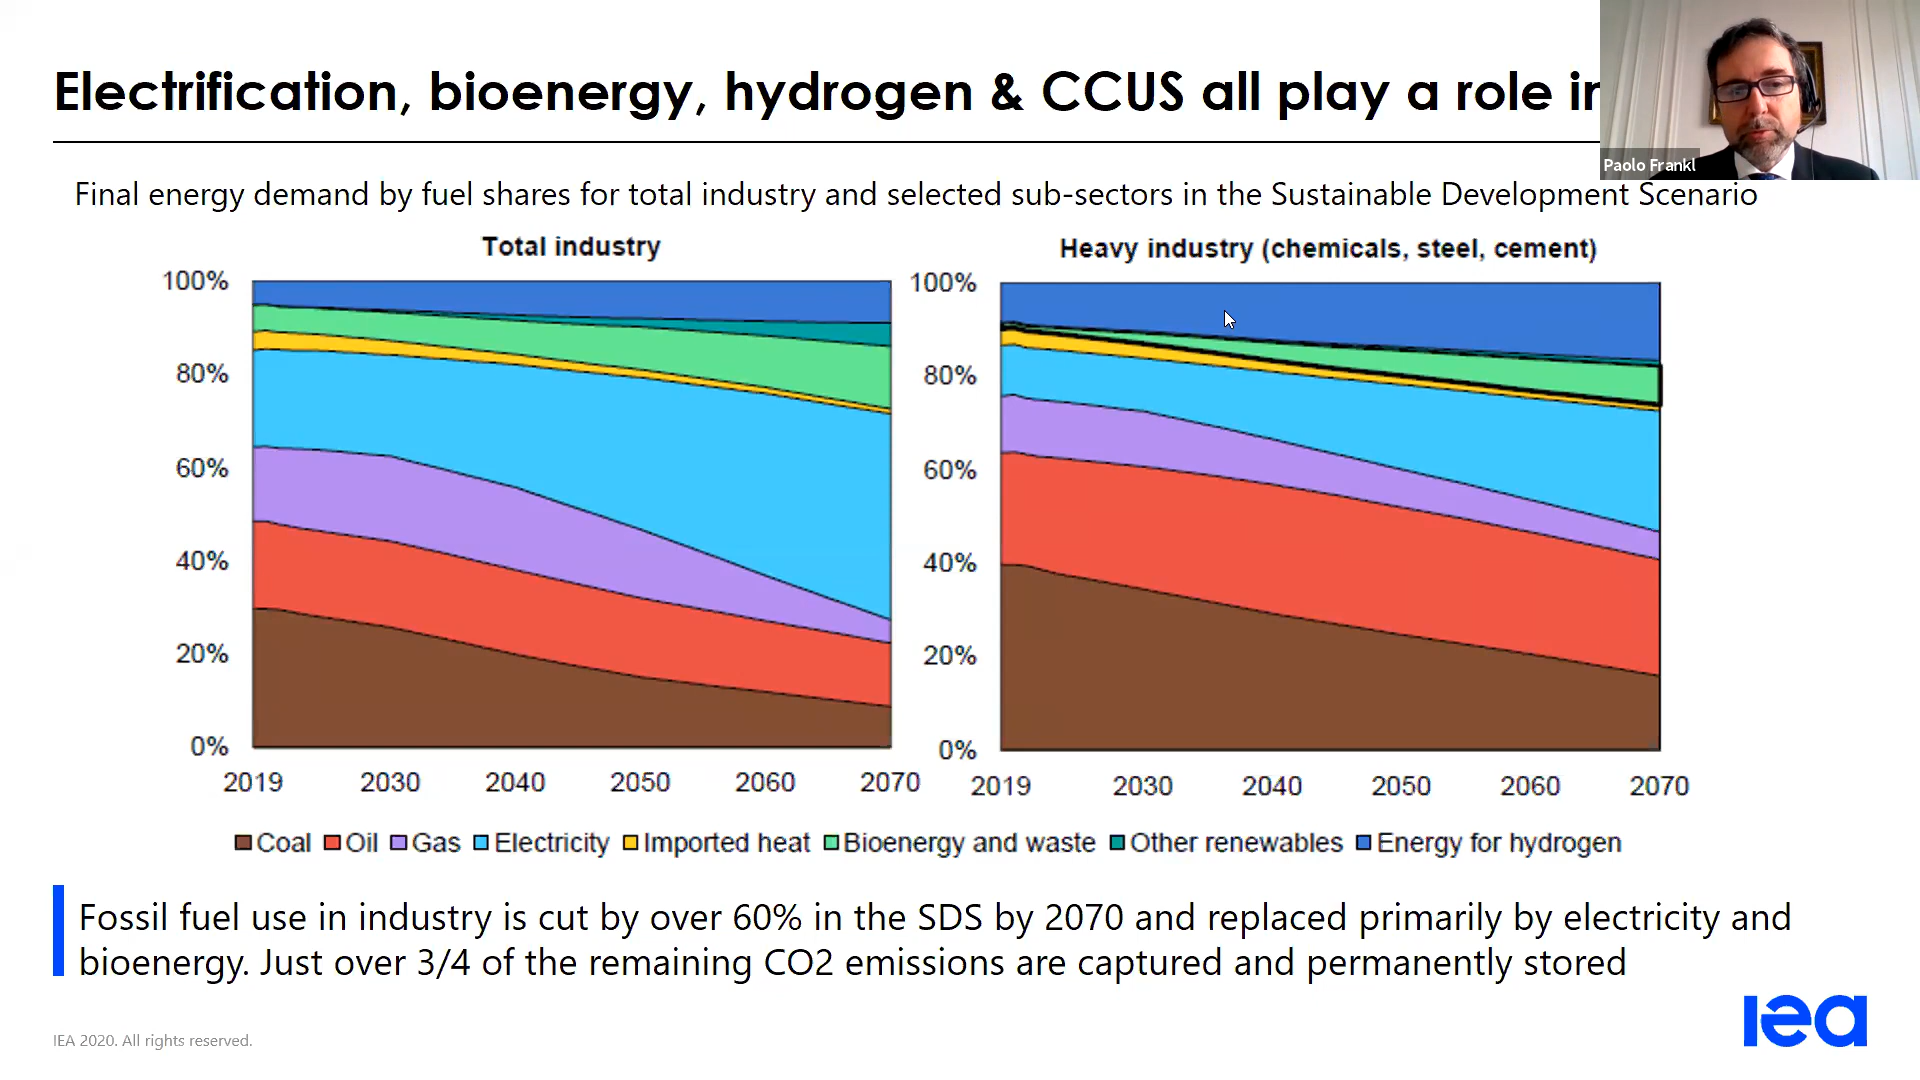 Electrification, bioenergy, hydrogen & CCUS all play a role in
Paolo Frankl
Final energy demand by fuel shares for total industry and selected sub-sectors in the Sustainable Development Scenario
Total industry
100%
80%
60%
40%
20%
0%
2019 2030 2040 2050 2060 2070
Heavy industry (chemicals, steel, cement)
100%
80%
60%
40%
20%
0%
2019 2030 2040 2050 2060 2070
Coal Oil Gas Electricity Imported heat Bioenergy and waste Other renewables Energy for hydrogen
Fossil fuel use in industry is cut by over 60% in the SDS by 2070 and replaced primarily by electricity and
bioenergy. Just over 3/4 of the remaining CO2 emissions are captured and permanently stored
IEA 2020. All rights reserved.
iea